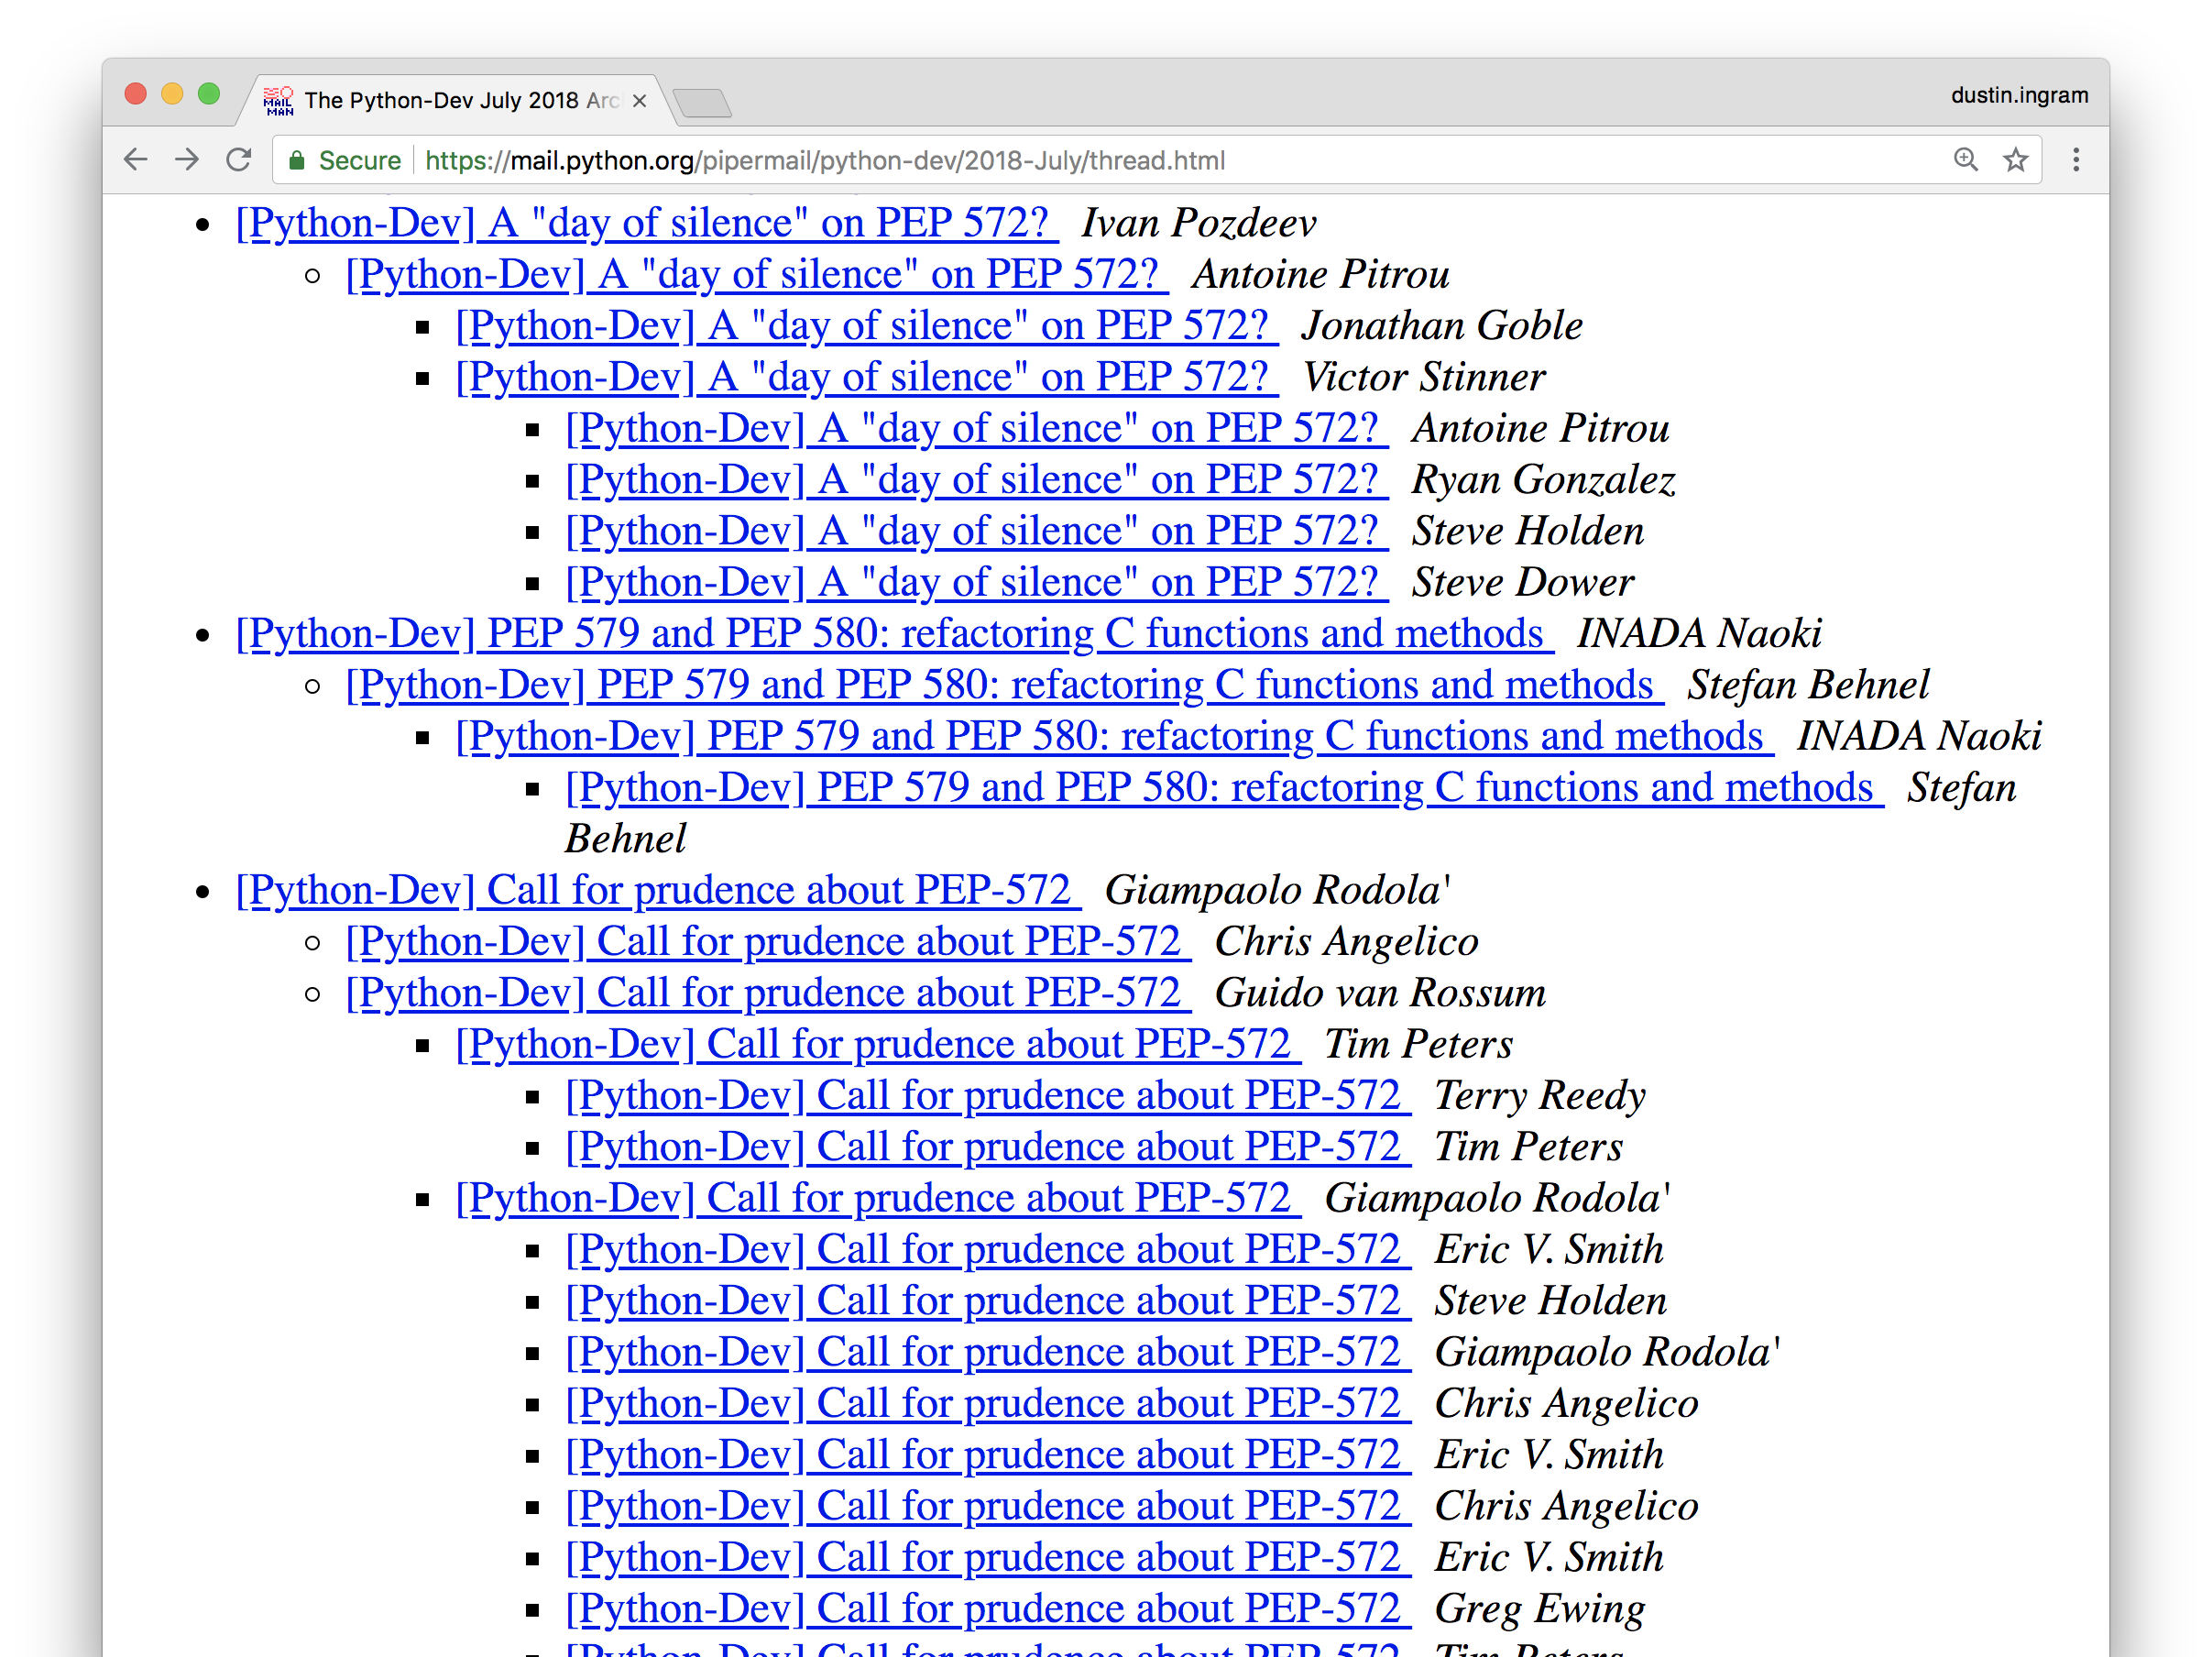 MAIL
MAN
The Python-Dev July 2018 Arc
dustin.ingram
Secure https://mail.python.org/pipermail/python-dev/2018-July/thread.html
[Python-Dev] A "day of silence" on PEP 572? Ivan Pozdeev
[Python-Dev] A "day of silence" on PEP 572? Antoine Pitrou
[Python-Dev] A "day of silence" on PEP 572? Jonathan Goble
[Python-Dev] A "day of silence" on PEP 572? Victor Stinner
[Python-Dev] A "day of silence" on PEP 572? Antoine Pitrou
[Python-Dev] A "day of silence" on PEP 572? Ryan Gonzalez
[Python-Dev] A "day of silence" on PEP 572? Steve Holden
[Python-Dev] A "day of silence" on PEP 572? Steve Dower
[Python-Dev] PEP 579 and PEP 580: refactoring C functions and methods INADA Naoki
[Python-Dev] PEP 579 and PEP 580: refactoring C functions and methods Stefan Behnel
[Python-Dev] PEP 579 and PEP 580: refactoring C functions and methods INADA Naoki
[Python-Dev] PEP 579 and PEP 580: refactoring C functions and methods Stefan
Behnel
[Python-Dev] Call for prudence about PEP-572 Giampaolo Rodola'
[Python-Dev] Call for prudence about PEP-572 Chris Angelico
[Python-Dev] Call for prudence about PEP-572 Guido van Rossum
[Python-Dev] Call for prudence about PEP-572 Tim Peters
[Python-Dev] Call for prudence about PEP-572 Terry Reedy
[Python-Dev] Call for prudence about PEP-572 Tim Peters
[Python-Dev] Call for prudence about PEP-572 Giampaolo Rodola'
[Python-Dev] Call for prudence about PEP-572 Eric V. Smith
[Python-Dev] Call for prudence about PEP-572 Steve Holden
[Python-Dev] Call for prudence about PEP-572 Giampaolo Rodola'
[Python-Dev] Call for prudence about PEP-572 Chris Angelico
[Python-Dev] Call for prudence about PEP-572 Eric V. Smith
[Python-Dev] Call for prudence about PEP-572 Chris Angelico
[Python-Dev] Call for prudence about PEP-572 Eric V. Smith
[Python-Dev] Call for prudence about PEP-572 Greg Ewing
[Python-Dev] Call for prudence about PEP-572 Tim Peters